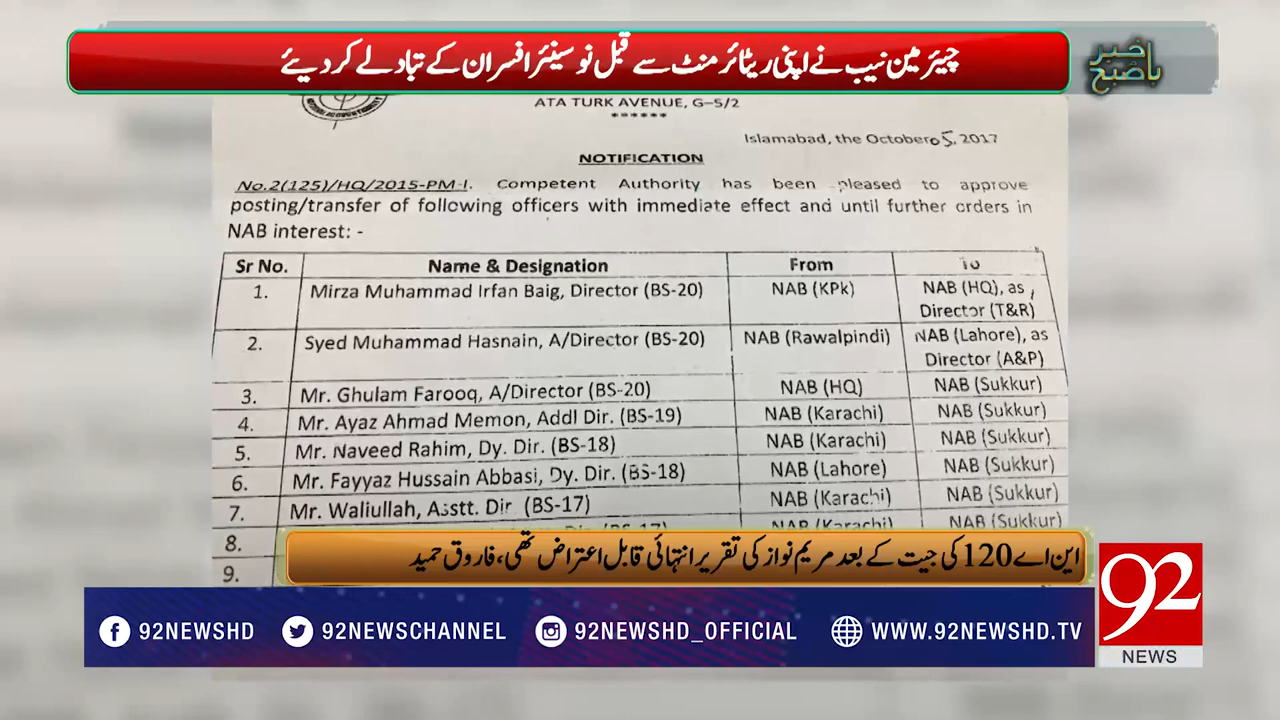 چیئرمین نیب نے اپنی ریٹائرمنٹ سے قبل نو سینئر افسران کے تبادلے کر دیئے
باخبر صبح
ATA TURK AVENUE, G-5/2
******
Islamabad, the October 05, 2017
NOTIFICATION
No.2(125)/HQ/2015-PM-I. Competent Authority has been pleased to approve
posting/transfer of following officers with immediate effect and until further orders in
NAB interest: -
Sr No. Name & Designation From To
1. Mirza Muhammad Irfan Baig, Director (BS-20) NAB (KPk) NAB (HQ), as
Director (T&R)
2. Syed Muhammad Hasnain, A/Director (BS-20) NAB (Rawalpindi) NAB (Lahore), as
Director (A&P)
3. Mr. Ghulam Farooq, A/Director (BS-20) NAB (HQ) NAB (Sukkur)
4. Mr. Ayaz Ahmad Memon, Addl Dir. (BS-19) NAB (Karachi) NAB (Sukkur)
5. Mr. Naveed Rahim, Dy. Dir. (BS-18) NAB (Karachi) NAB (Sukkur)
6. Mr. Fayyaz Hussain Abbasi, Dy. Dir. (BS-18) NAB (Lahore) NAB (Sukkur)
7. Mr. Waliullah, Asstt. Dir (BS-17) NAB (Karachi) NAB (Sukkur)
8. NAB (Karachi) NAB (Sukkur)
9.
این اے 120 کی جیت کے بعد مریم نواز کی تقریر انتہائی قابل اعتراض تھی، فاروق حمید
92NEWSHD 92NEWSCHANNEL 92NEWSHD_OFFICIAL WWW.92NEWSHD.TV
92
NEWS